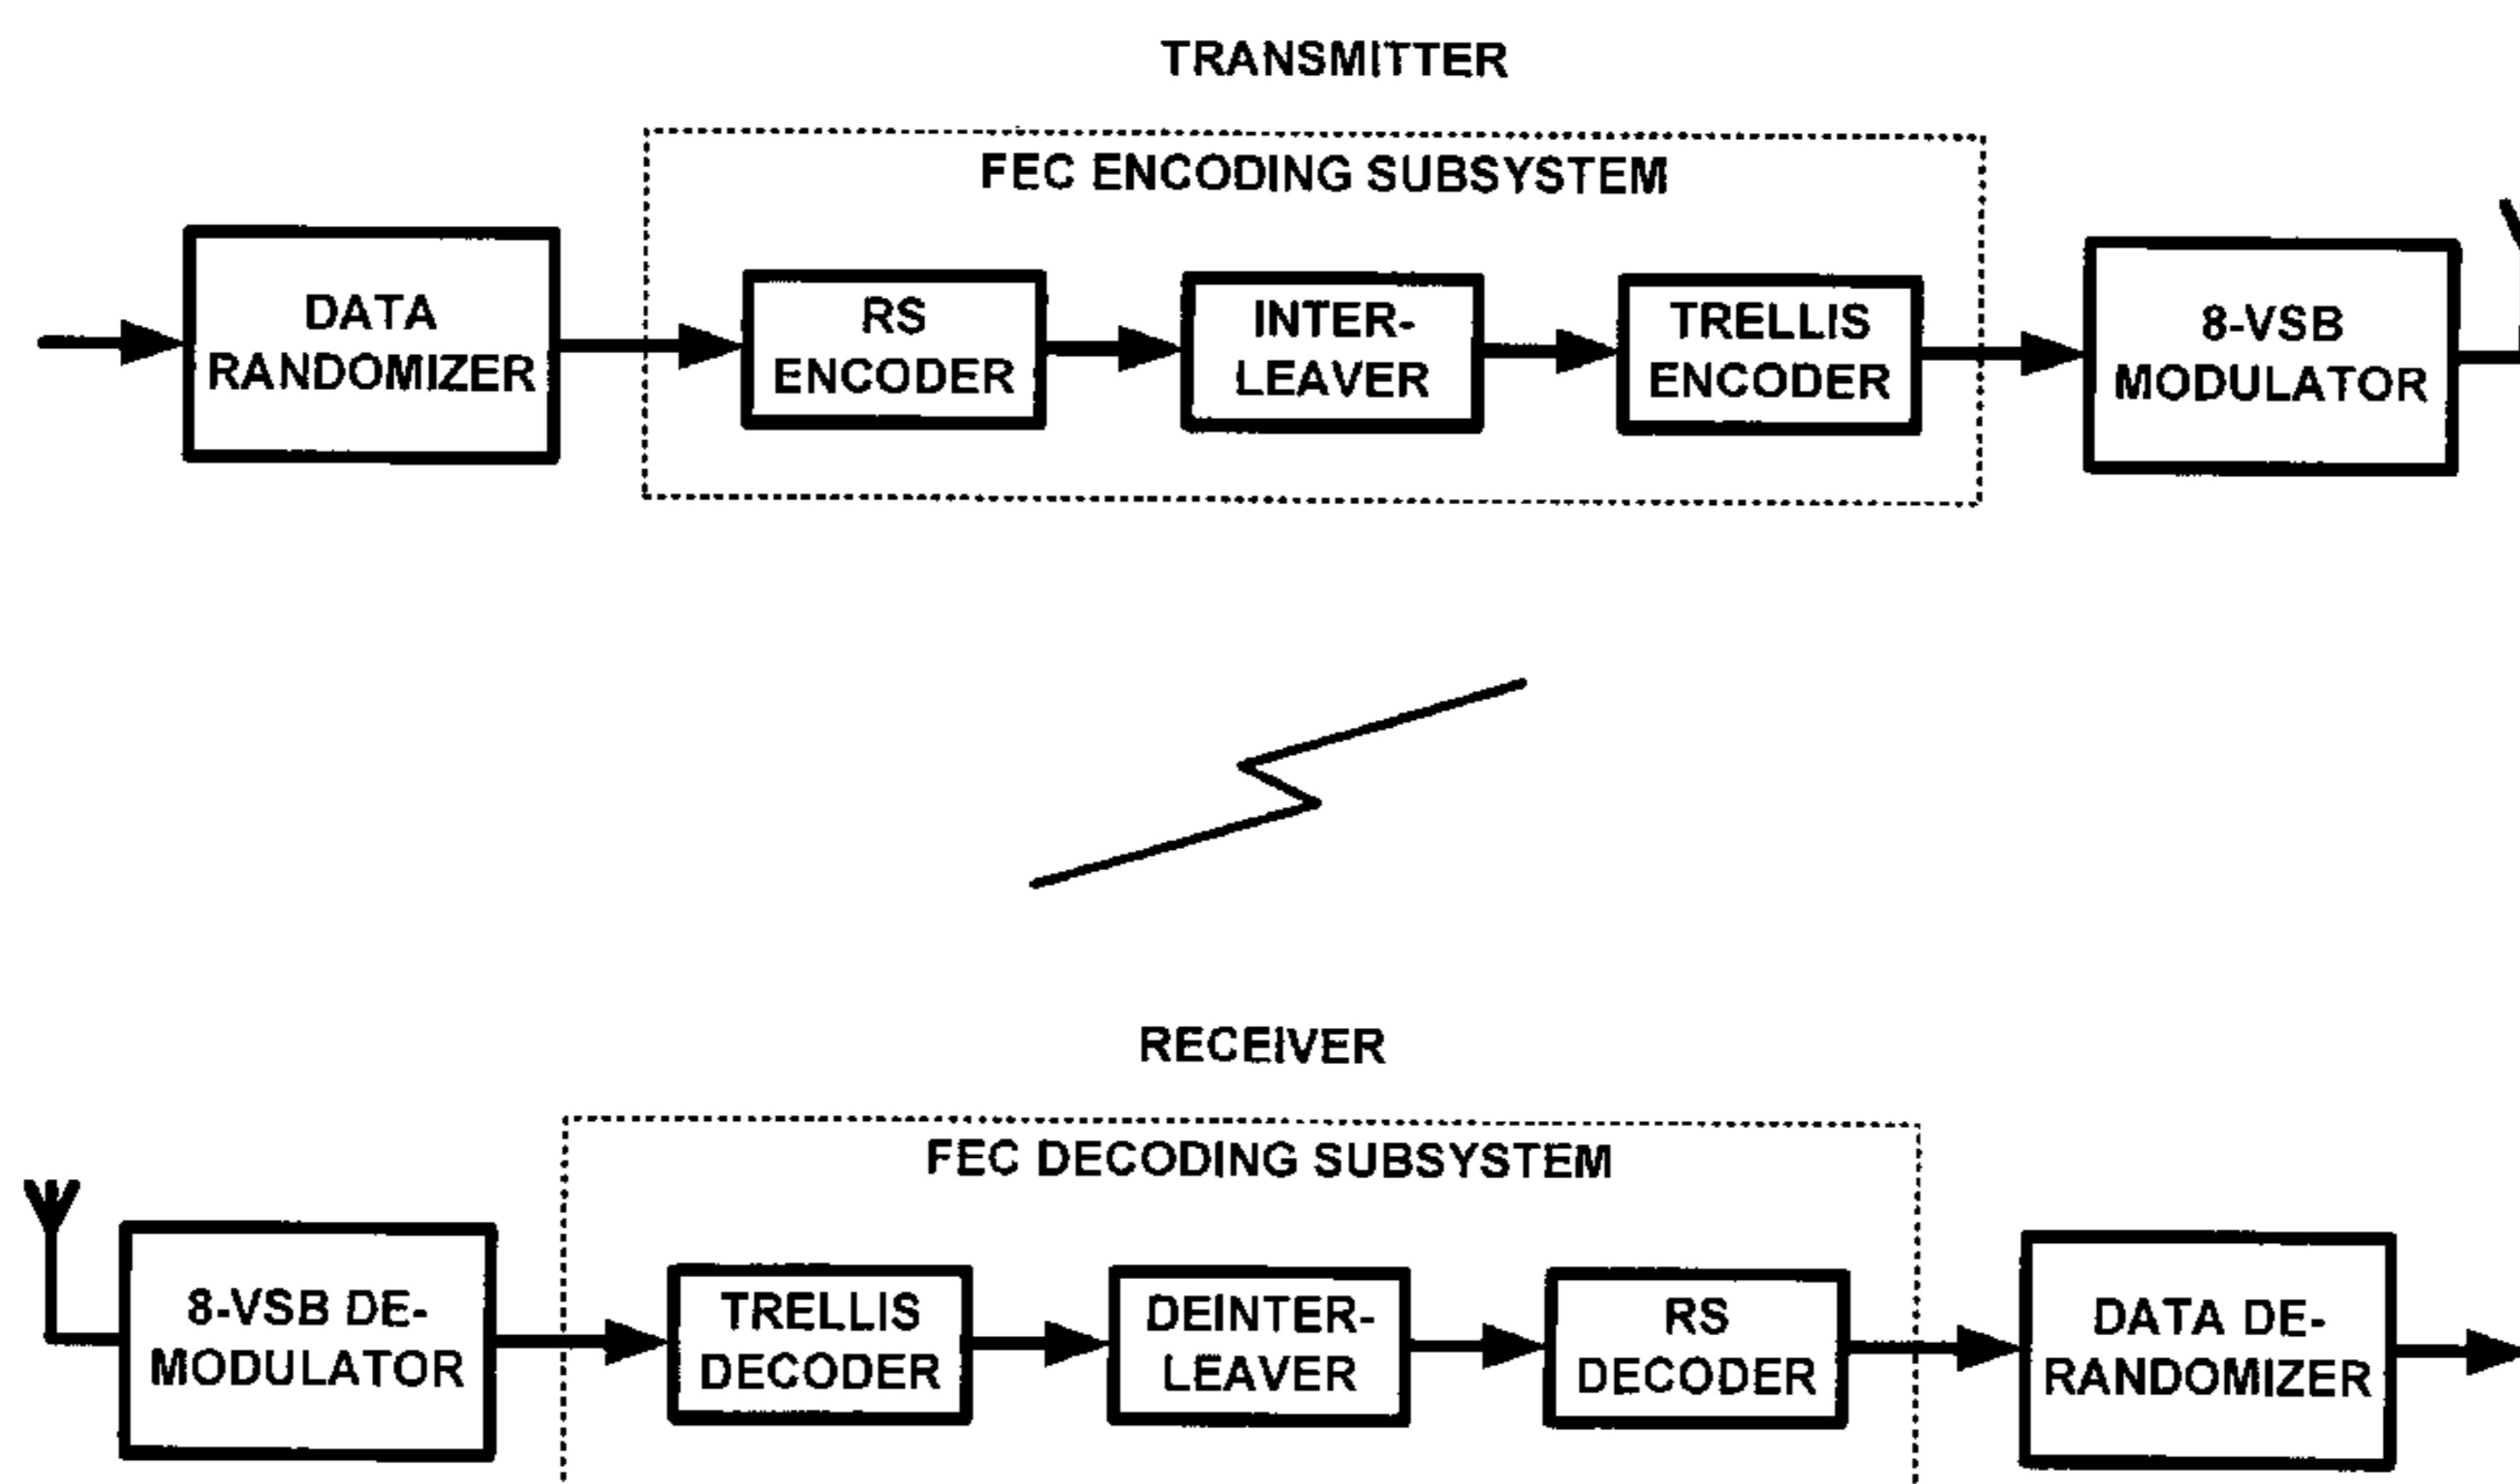 TRANSMITTER
FEC ENCODING SUBSYSTEM
DATA
RANDOMIZER
RS
ENCODER
INTER-
LEAVER
TRELLIS
ENCODER
8-VSB
MODULATOR
RECEIVER
FEC DECODING SUBSYSTEM
8-VSB DE-
MODULATOR
TRELLIS
DECODER
DEINTER-
LEAVER
RS
DECODER
DATA DE-
RANDOMIZER